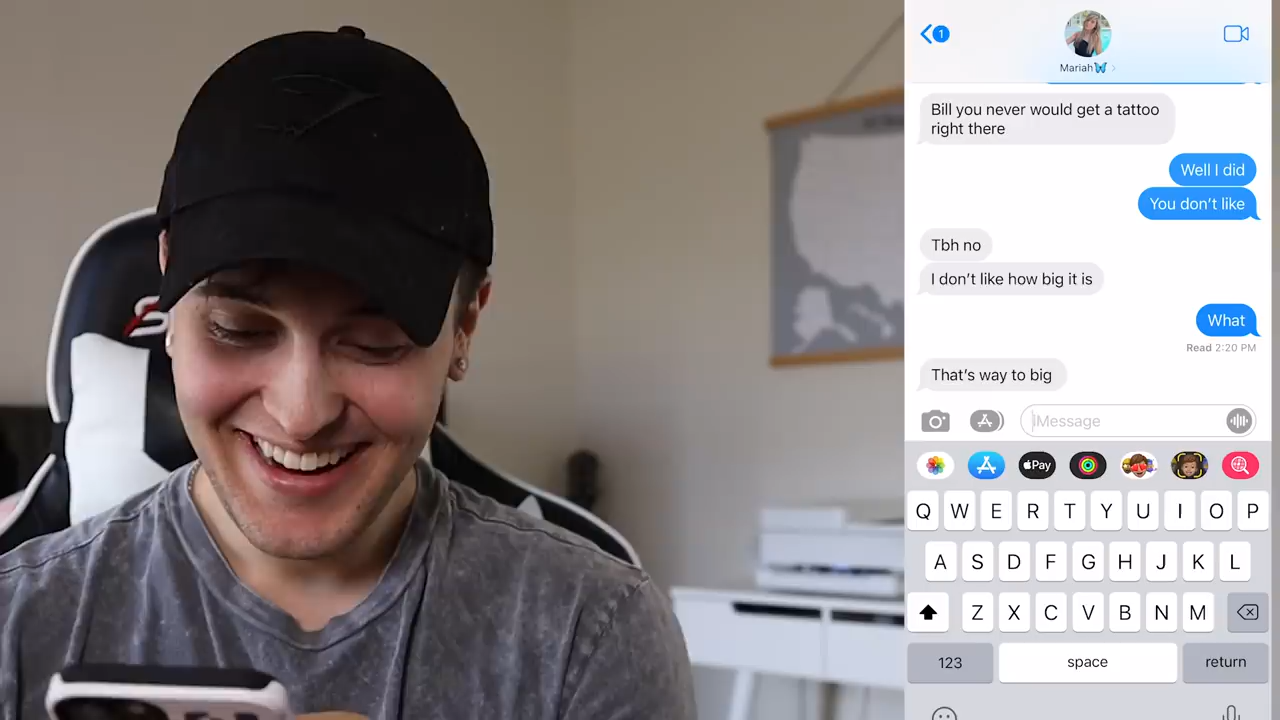 1
Mariah🦋 >
Bill you never would get a tattoo
right there
Well I did
You don't like
Tbh no
I don't like how big it is
What
Read 2:20 PM
That's way to big
iMessage
Pay
Q W E R T Y U I O P
A S D F G H J K L
Z X C V B N M
123 space return